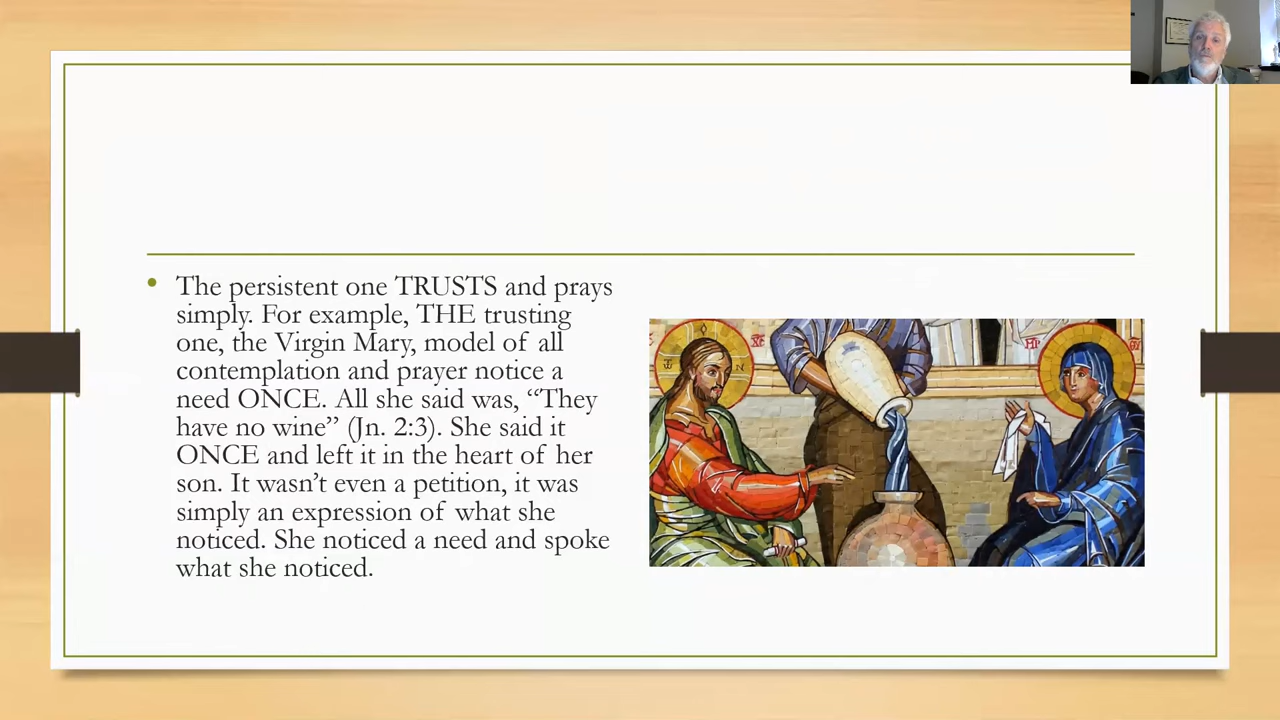 The persistent one TRUSTS and prays
simply. For example, THE trusting
one, the Virgin Mary, model of all
contemplation and prayer notice a
need ONCE. All she said was, “They
have no wine” (Jn. 2:3). She said it
ONCE and left it in the heart of her
son. It wasn’t even a petition, it was
simply an expression of what she
noticed. She noticed a need and spoke
what she noticed.